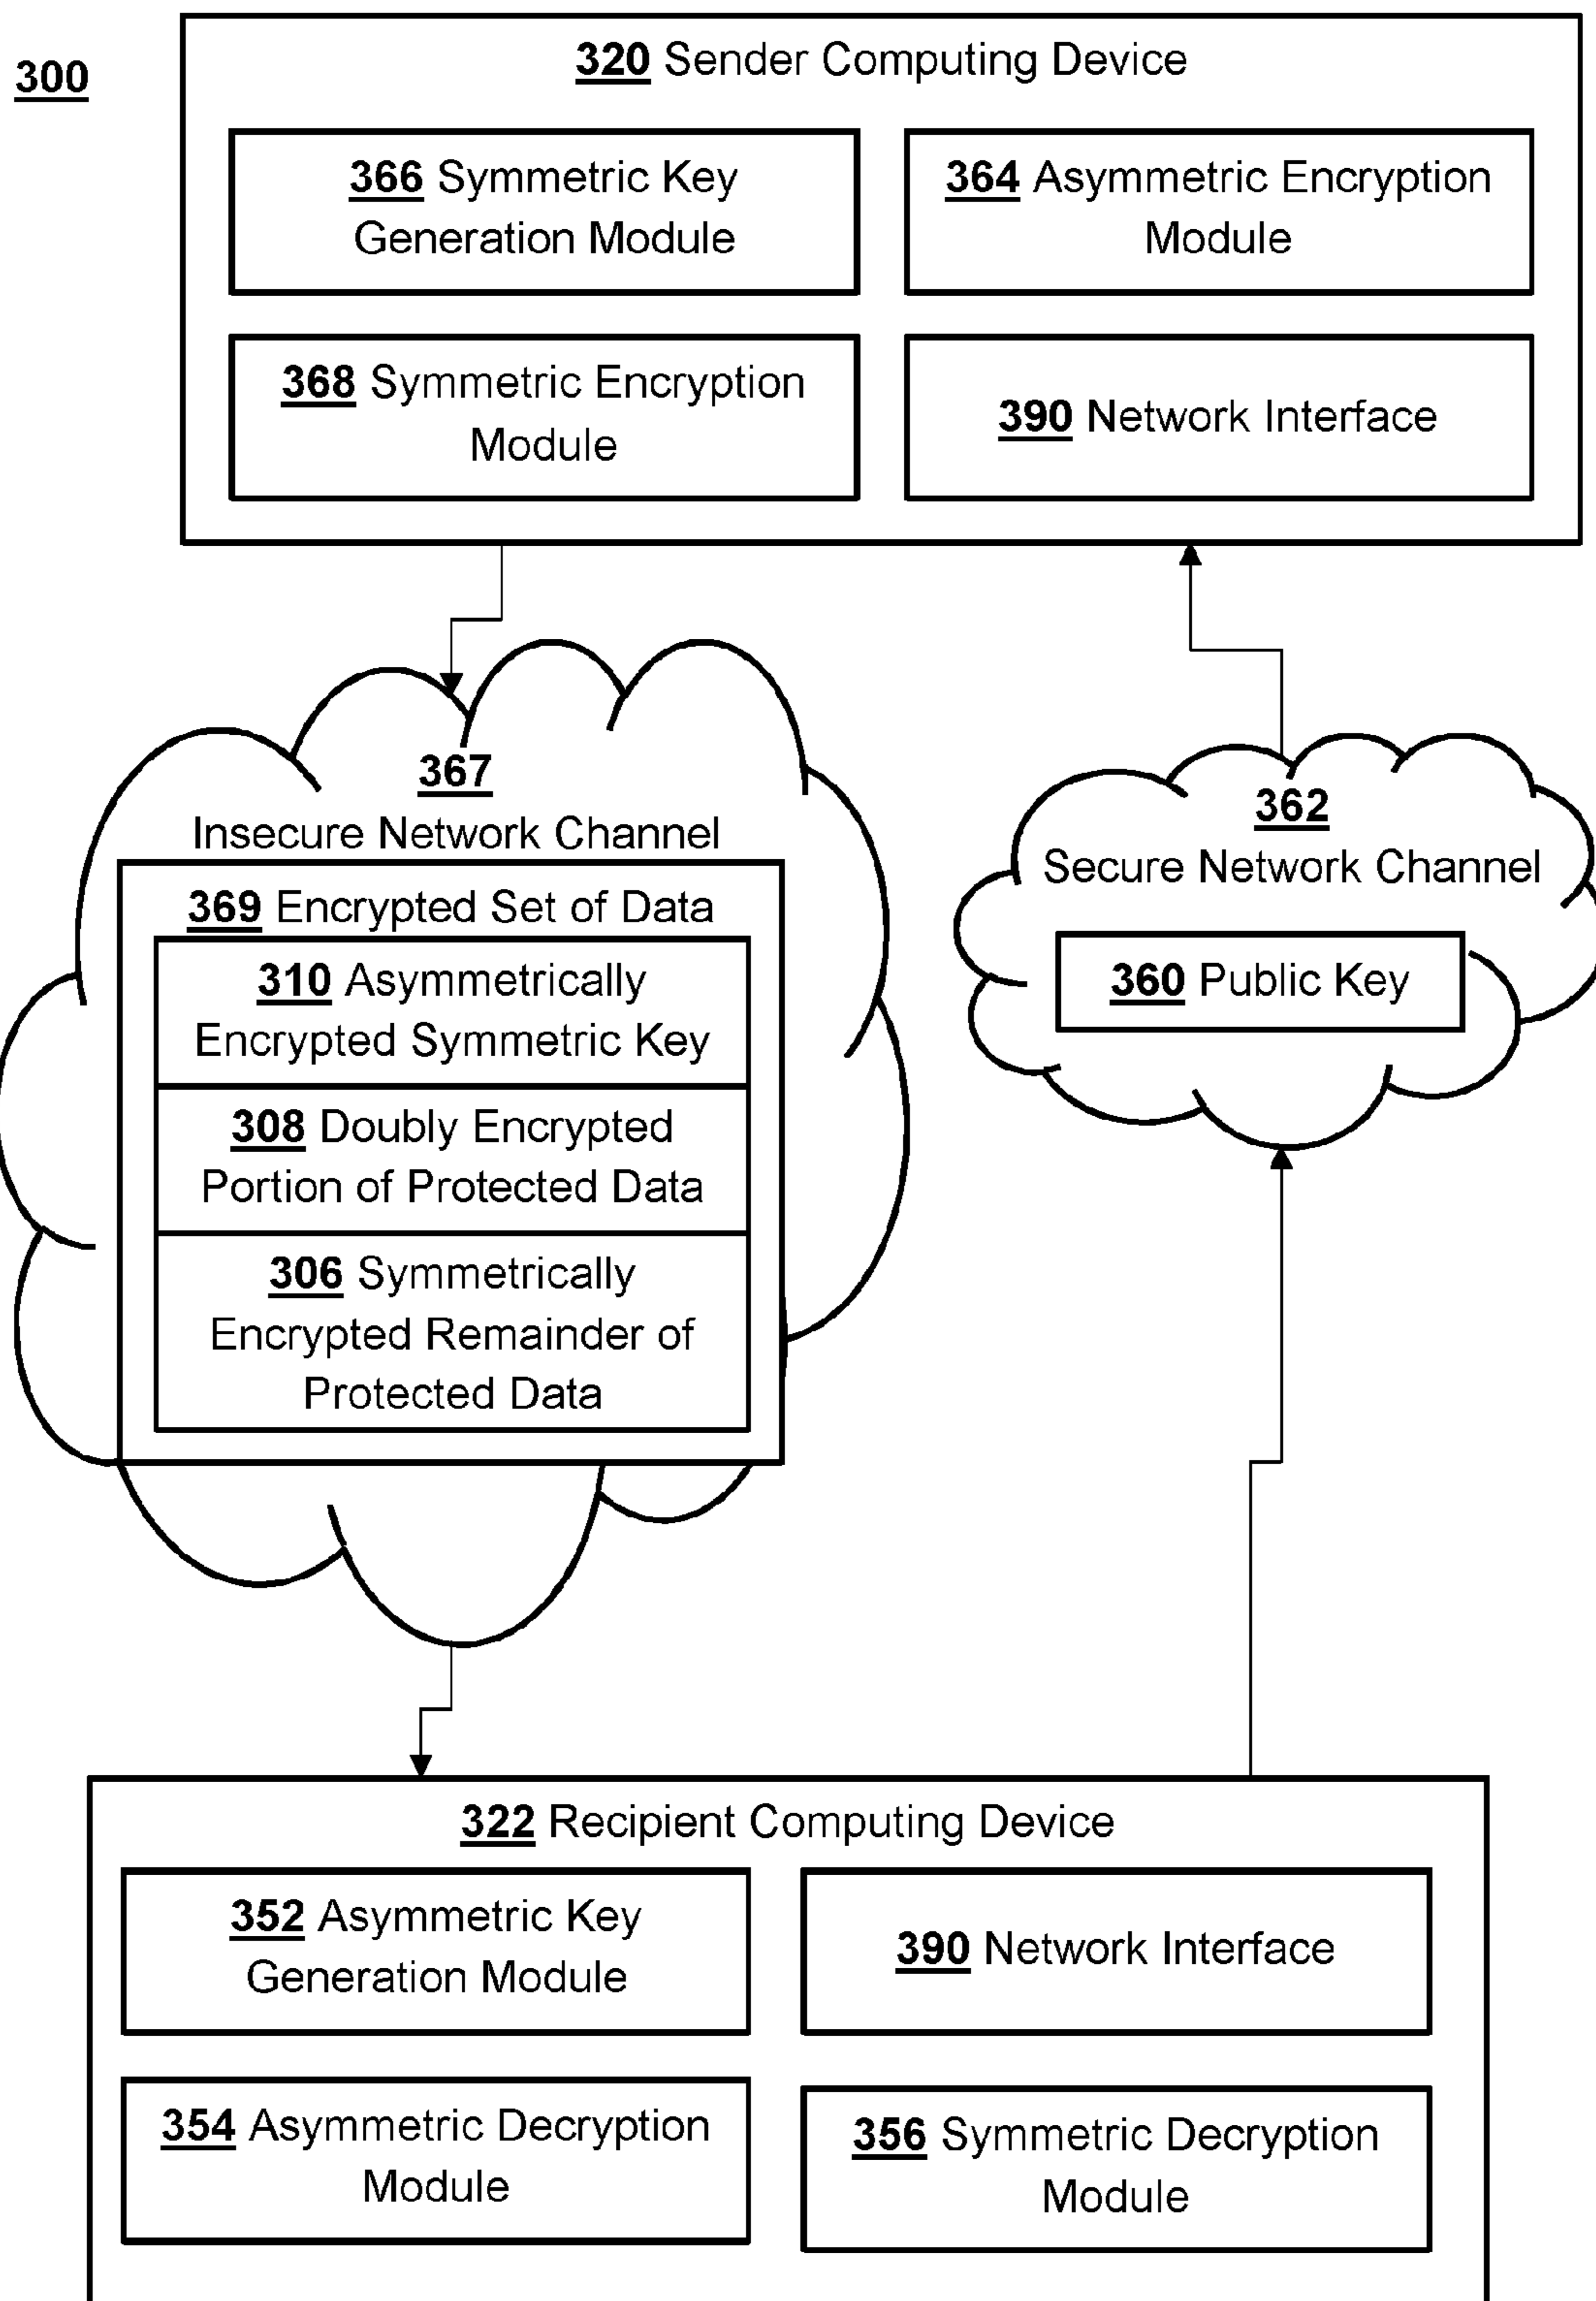 300
320 Sender Computing Device
366 Symmetric Key
Generation Module
364 Asymmetric Encryption
Module
368 Symmetric Encryption
Module
390 Network Interface
367
Insecure Network Channel
369 Encrypted Set of Data
310 Asymmetrically
Encrypted Symmetric Key
308 Doubly Encrypted
Portion of Protected Data
306 Symmetrically
Encrypted Remainder of
Protected Data
362
Secure Network Channel
360 Public Key
322 Recipient Computing Device
352 Asymmetric Key
Generation Module
390 Network Interface
354 Asymmetric Decryption
Module
356 Symmetric Decryption
Module